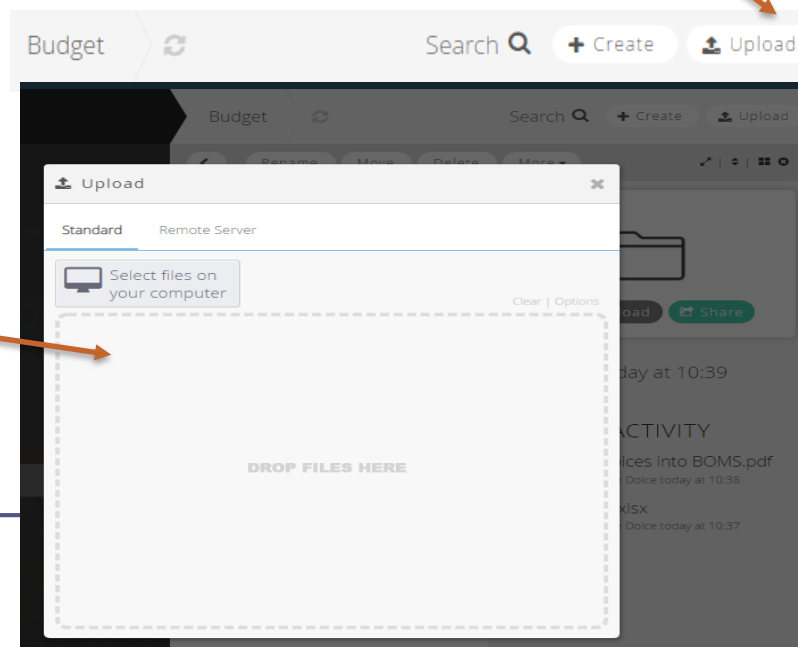 Budget Search + Create Upload
Budget Search + Create Upload
Rename Move Delete More
Upload
Standard Remote Server
Select files on
your computer
Clear | Options
Share
DROP FILES HERE
today at 10:39
ACTIVITY
into BOMS.pdf
Dolce today at 10:38
xlsx
Dolce today at 10:37